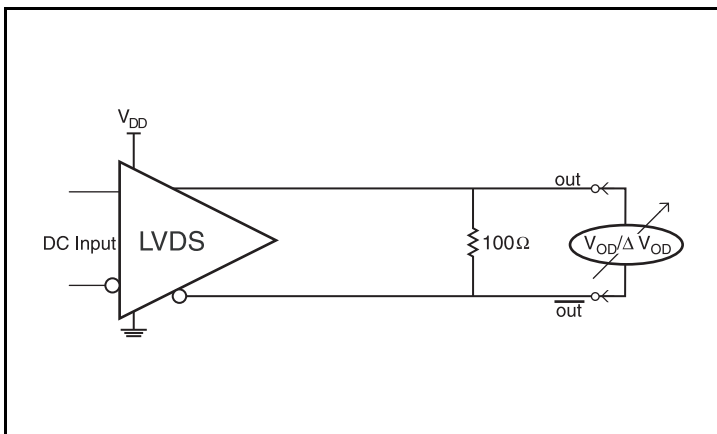 V_DD
out
DC Input
LVDS
100Ω
V_OD/Δ V_OD
out